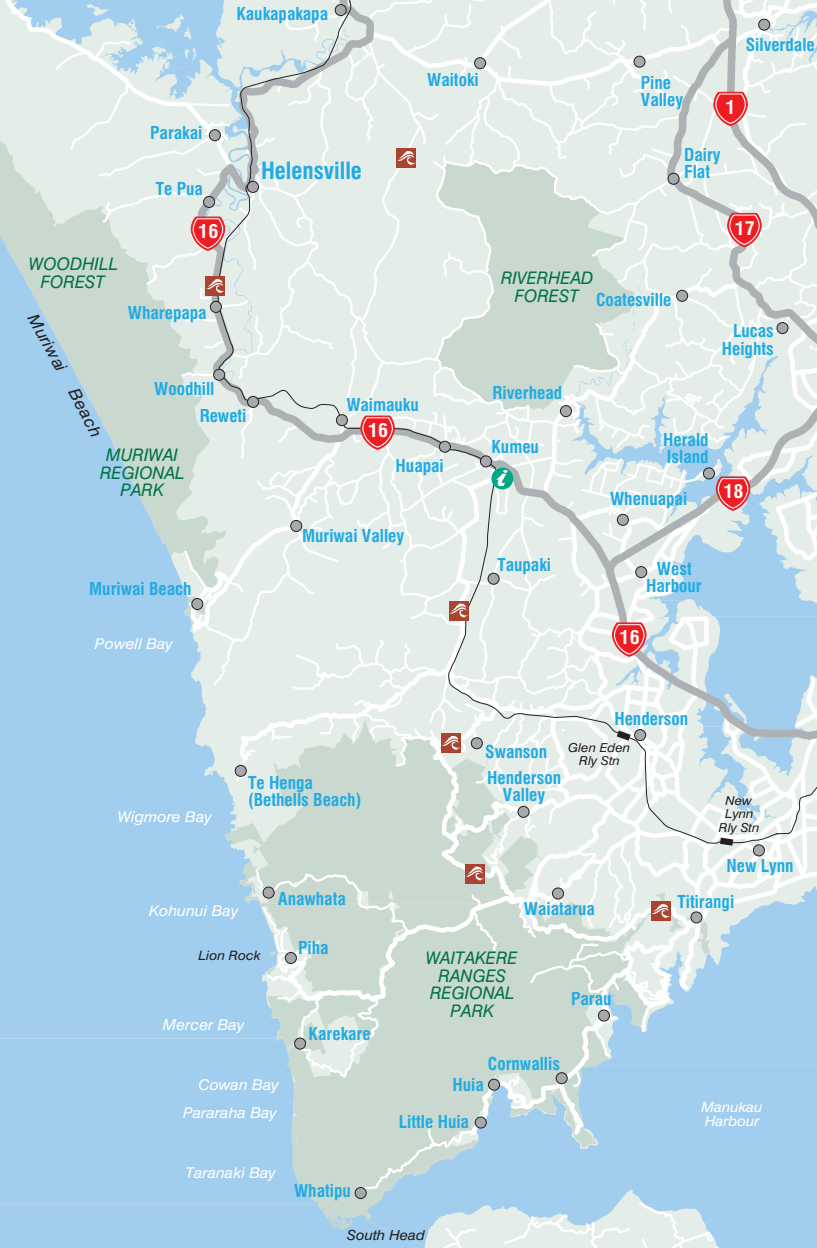 Kaukapakapa
Silverdale
Waitoki
Pine
Valley
1
Parakai
Dairy
Flat
Helensville
Te Pua
16
17
WOODHILL
FOREST
RIVERHEAD
FOREST
Coatesville
Wharepapa
Lucas
Heights
Muriwai Beach
Woodhill
Riverhead
Reweti
Waimauku
16
Kumeu
Huapai
i
Herald
Island
MURIWAI
REGIONAL
PARK
18
Whenuapai
Muriwai Valley
Taupaki
West
Harbour
Muriwai Beach
16
Powell Bay
Henderson
Glen Eden
Rly Stn
Swanson
Te Henga
(Bethells Beach)
Henderson
Valley
New
Lynn
Rly Stn
Wigmore Bay
New Lynn
Anawhata
Waiatarua
Titirangi
Kohunui Bay
Piha
Lion Rock
WAITAKERE
RANGES
REGIONAL
PARK
Parau
Mercer Bay
Karekare
Cornwallis
Cowan Bay
Huia
Pararaha Bay
Little Huia
Manukau
Harbour
Taranaki Bay
Whatipu
South Head